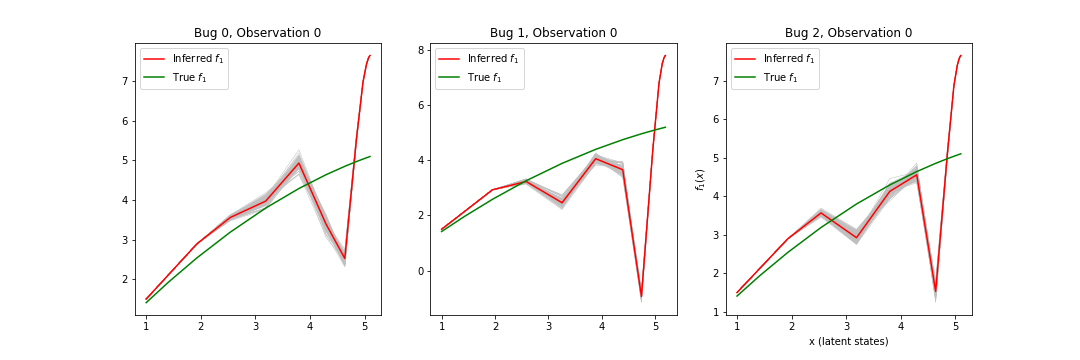 Bug 0, Observation 0
Inferred f₁
True f₁
7
6
5
4
3
2
1 2 3 4 5
Bug 1, Observation 0
Inferred f₁
True f₁
8
6
4
2
0
1 2 3 4 5
Bug 2, Observation 0
Inferred f₁
True f₁
f₁(x)
7
6
5
4
3
2
1
1 2 3 4 5
x (latent states)